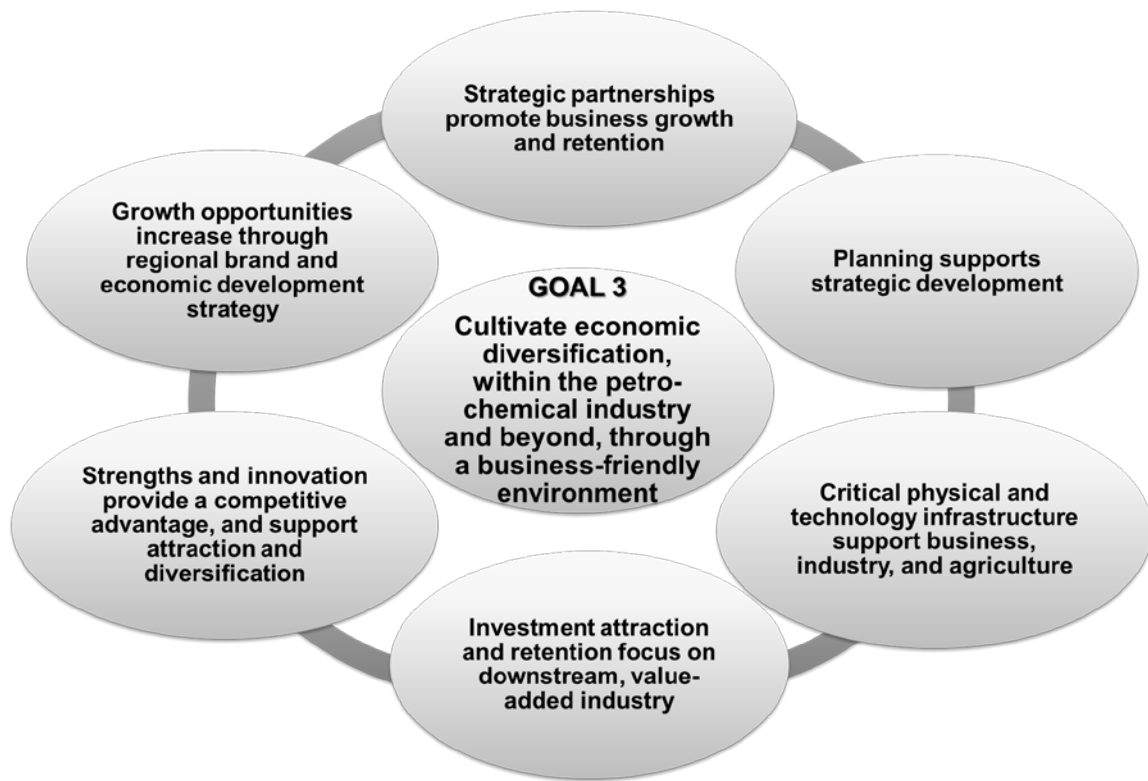 Strategic partnerships
promote business growth
and retention
Growth opportunities
increase through
regional brand and
economic development
strategy
Planning supports
strategic development
GOAL 3
Cultivate economic
diversification,
within the petro-
chemical industry
and beyond, through
a business-friendly
environment
Strengths and innovation
provide a competitive
advantage, and support
attraction and
diversification
Critical physical and
technology infrastructure
support business,
industry, and agriculture
Investment attraction
and retention focus on
downstream, value-
added industry